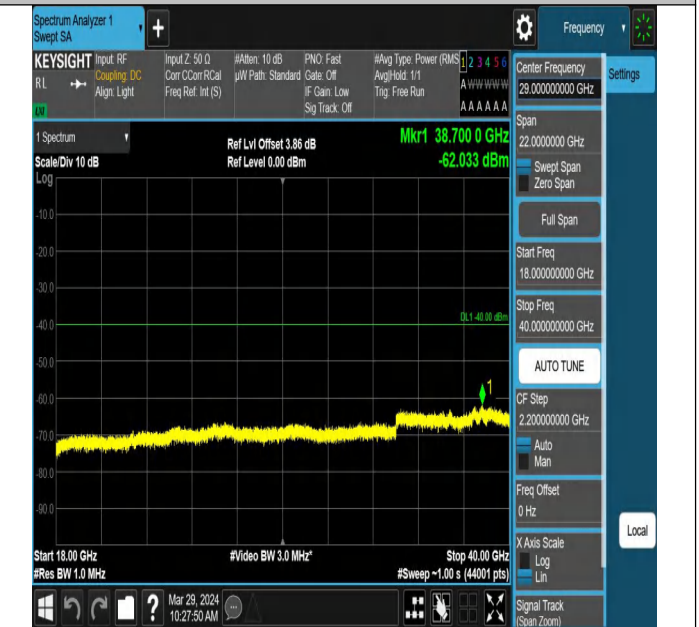 Spectrum Analyzer 1
Swept SA
+
Frequency
KEYSIGHT
RL
LXI
Input: RF
Coupling: DC
Align: Light
Input Z: 50 Ω
Corr CCorr RCal
Freq Ref: Int (S)
#Atten: 10 dB
µW Path: Standard
PNO: Fast
Gate: Off
IF Gain: Low
Sig Track: Off
#Avg Type: Power (RMS
Avg|Hold: 1/1
Trig: Free Run
1 2 3 4 5 6
A W W W W W
A A A A A A
1 Spectrum
Scale/Div 10 dB
Log
Ref Lvl Offset 3.86 dB
Ref Level 0.00 dBm
Mkr1 38.700 0 GHz
-62.033 dBm
-10.0
-20.0
-30.0
-40.0
-50.0
-60.0
-70.0
-80.0
-90.0
DL1 -40.00 dBm
1
Start 18.00 GHz
#Res BW 1.0 MHz
#Video BW 3.0 MHz*
Stop 40.00 GHz
#Sweep ~1.00 s (44001 pts)
?
Mar 29, 2024
10:27:50 AM
Center Frequency
29.000000000 GHz
Settings
Span
22.0000000 GHz
Swept Span
Zero Span
Full Span
Start Freq
18.000000000 GHz
Stop Freq
40.000000000 GHz
AUTO TUNE
CF Step
2.200000000 GHz
Auto
Man
Freq Offset
0 Hz
X Axis Scale
Log
Lin
Signal Track
(Span Zoom)
Local